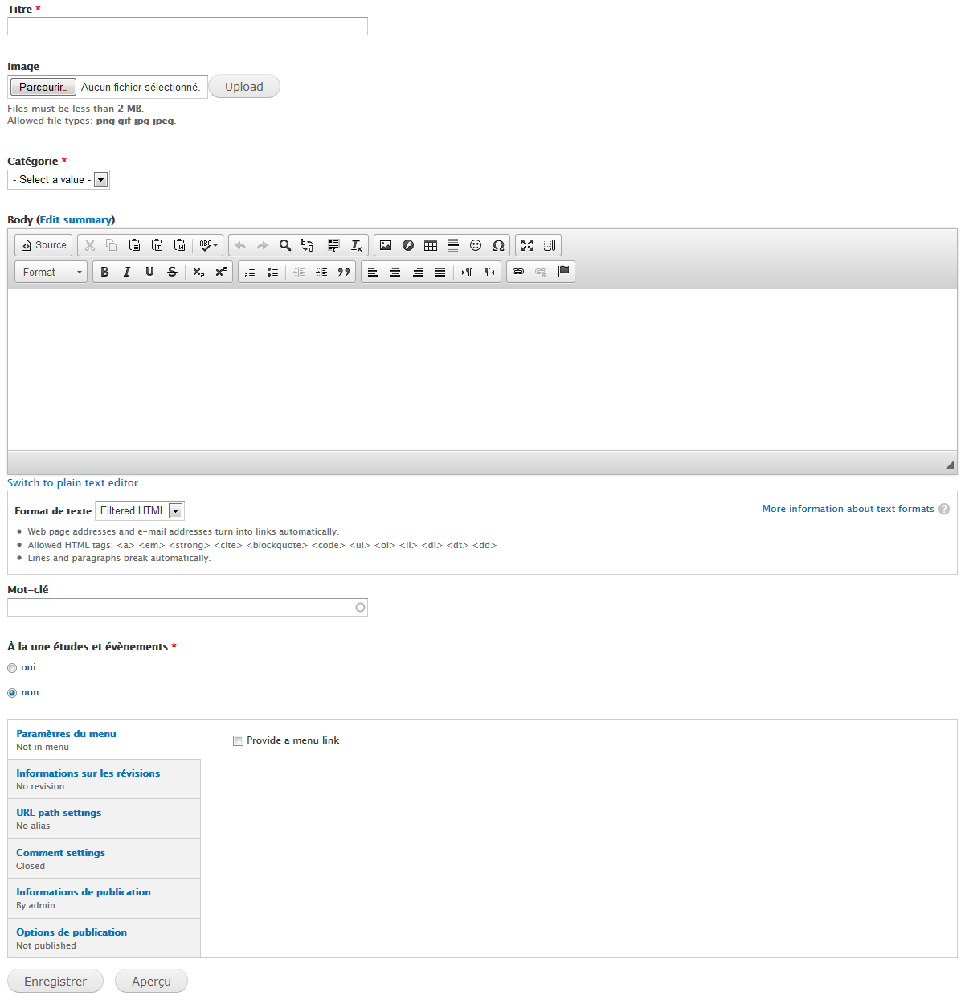 Titre *
Image
Parcourir... Aucun fichier sélectionné. Upload
Files must be less than 2 MB.
Allowed file types: png gif jpg jpeg.
Catégorie *
- Select a value -
Body (Edit summary)
Source
Format
Switch to plain text editor
Format de texte Filtered HTML More information about text formats
Web page addresses and e-mail addresses turn into links automatically.
Allowed HTML tags: <a> <em> <strong> <cite> <blockquote> <code> <ul> <ol> <li> <dl> <dt> <dd>
Lines and paragraphs break automatically.
Mot-clé
À la une études et évènements *
oui
non
Paramètres du menu
Not in menu
Provide a menu link
Informations sur les révisions
No revision
URL path settings
No alias
Comment settings
Closed
Informations de publication
By admin
Options de publication
Not published
Enregistrer Aperçu